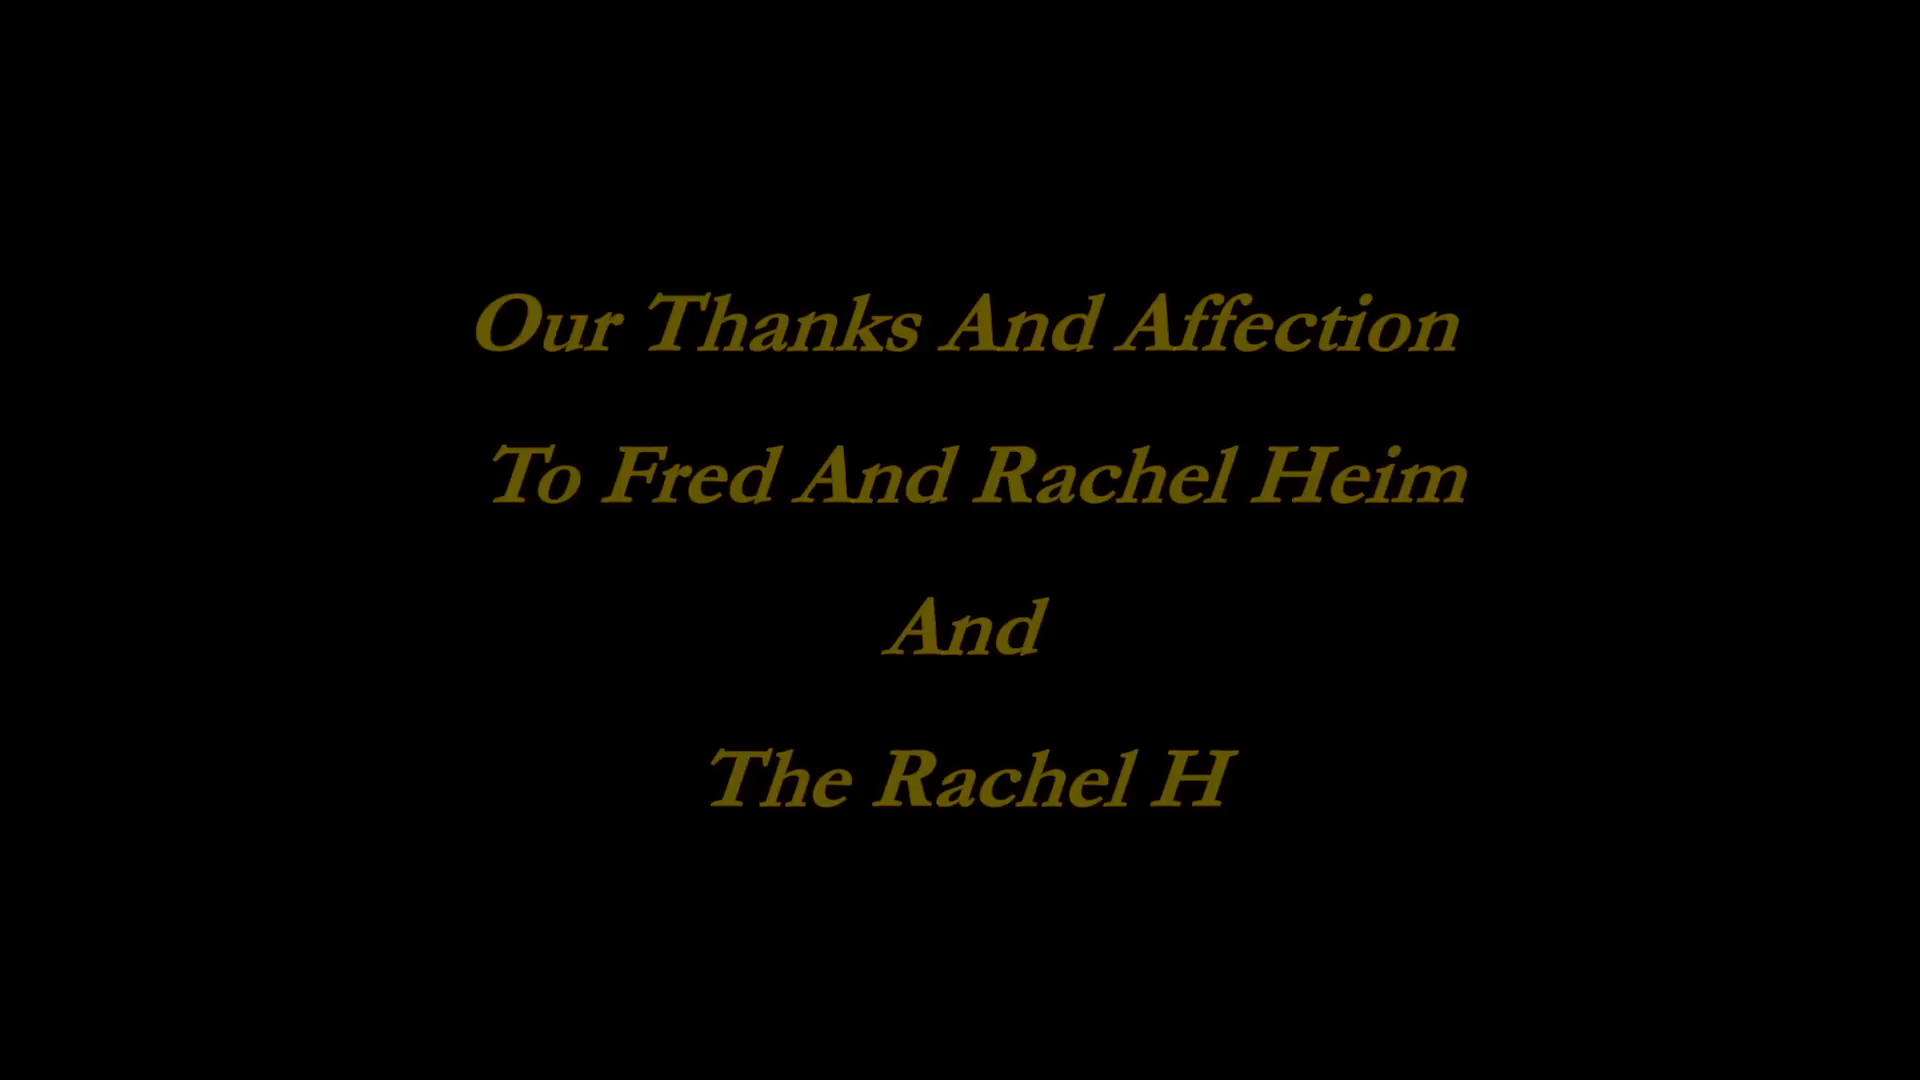 Our Thanks And Affection
To Fred And Rachel Heim
And
The Rachel H